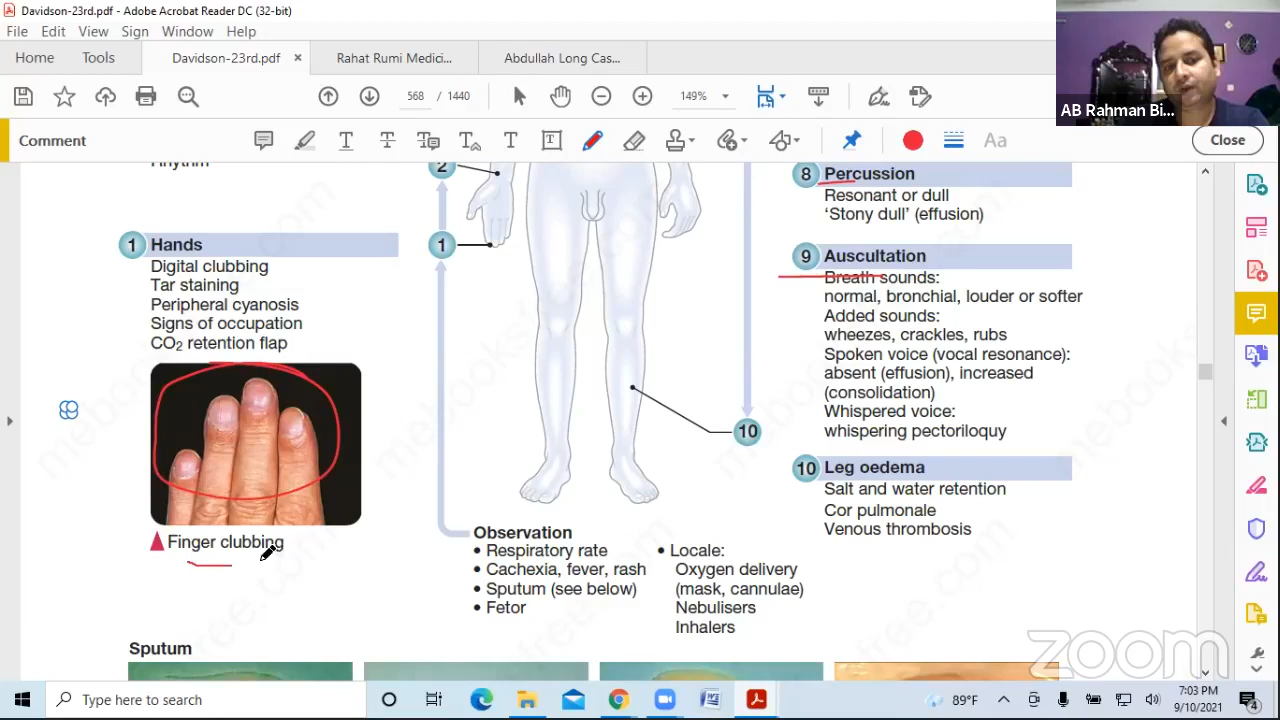 Davidson-23rd.pdf - Adobe Acrobat Reader DC (32-bit)
File Edit View Sign Window Help
Home Tools Davidson-23rd.pdf × Rahat Rumi Medici... Abdullah Long Cas...
568 / 1440 149%
AB Rahman Bi...
Comment Aa Close
Rhythm
2
8 Percussion
Resonant or dull
'Stony dull' (effusion)
1 Hands
Digital clubbing
Tar staining
Peripheral cyanosis
Signs of occupation
CO2 retention flap
1
9 Auscultation
Breath sounds:
normal, bronchial, louder or softer
Added sounds:
wheezes, crackles, rubs
Spoken voice (vocal resonance):
absent (effusion), increased
(consolidation)
Whispered voice:
whispering pectoriloquy
10
10 Leg oedema
Salt and water retention
Cor pulmonale
Venous thrombosis
Finger clubbing
Observation
• Respiratory rate
• Cachexia, fever, rash
• Sputum (see below)
• Fetor
• Locale:
Oxygen delivery
(mask, cannulae)
Nebulisers
Inhalers
Sputum
zoom
Type here to search
89°F
7:03 PM
9/10/2021
4